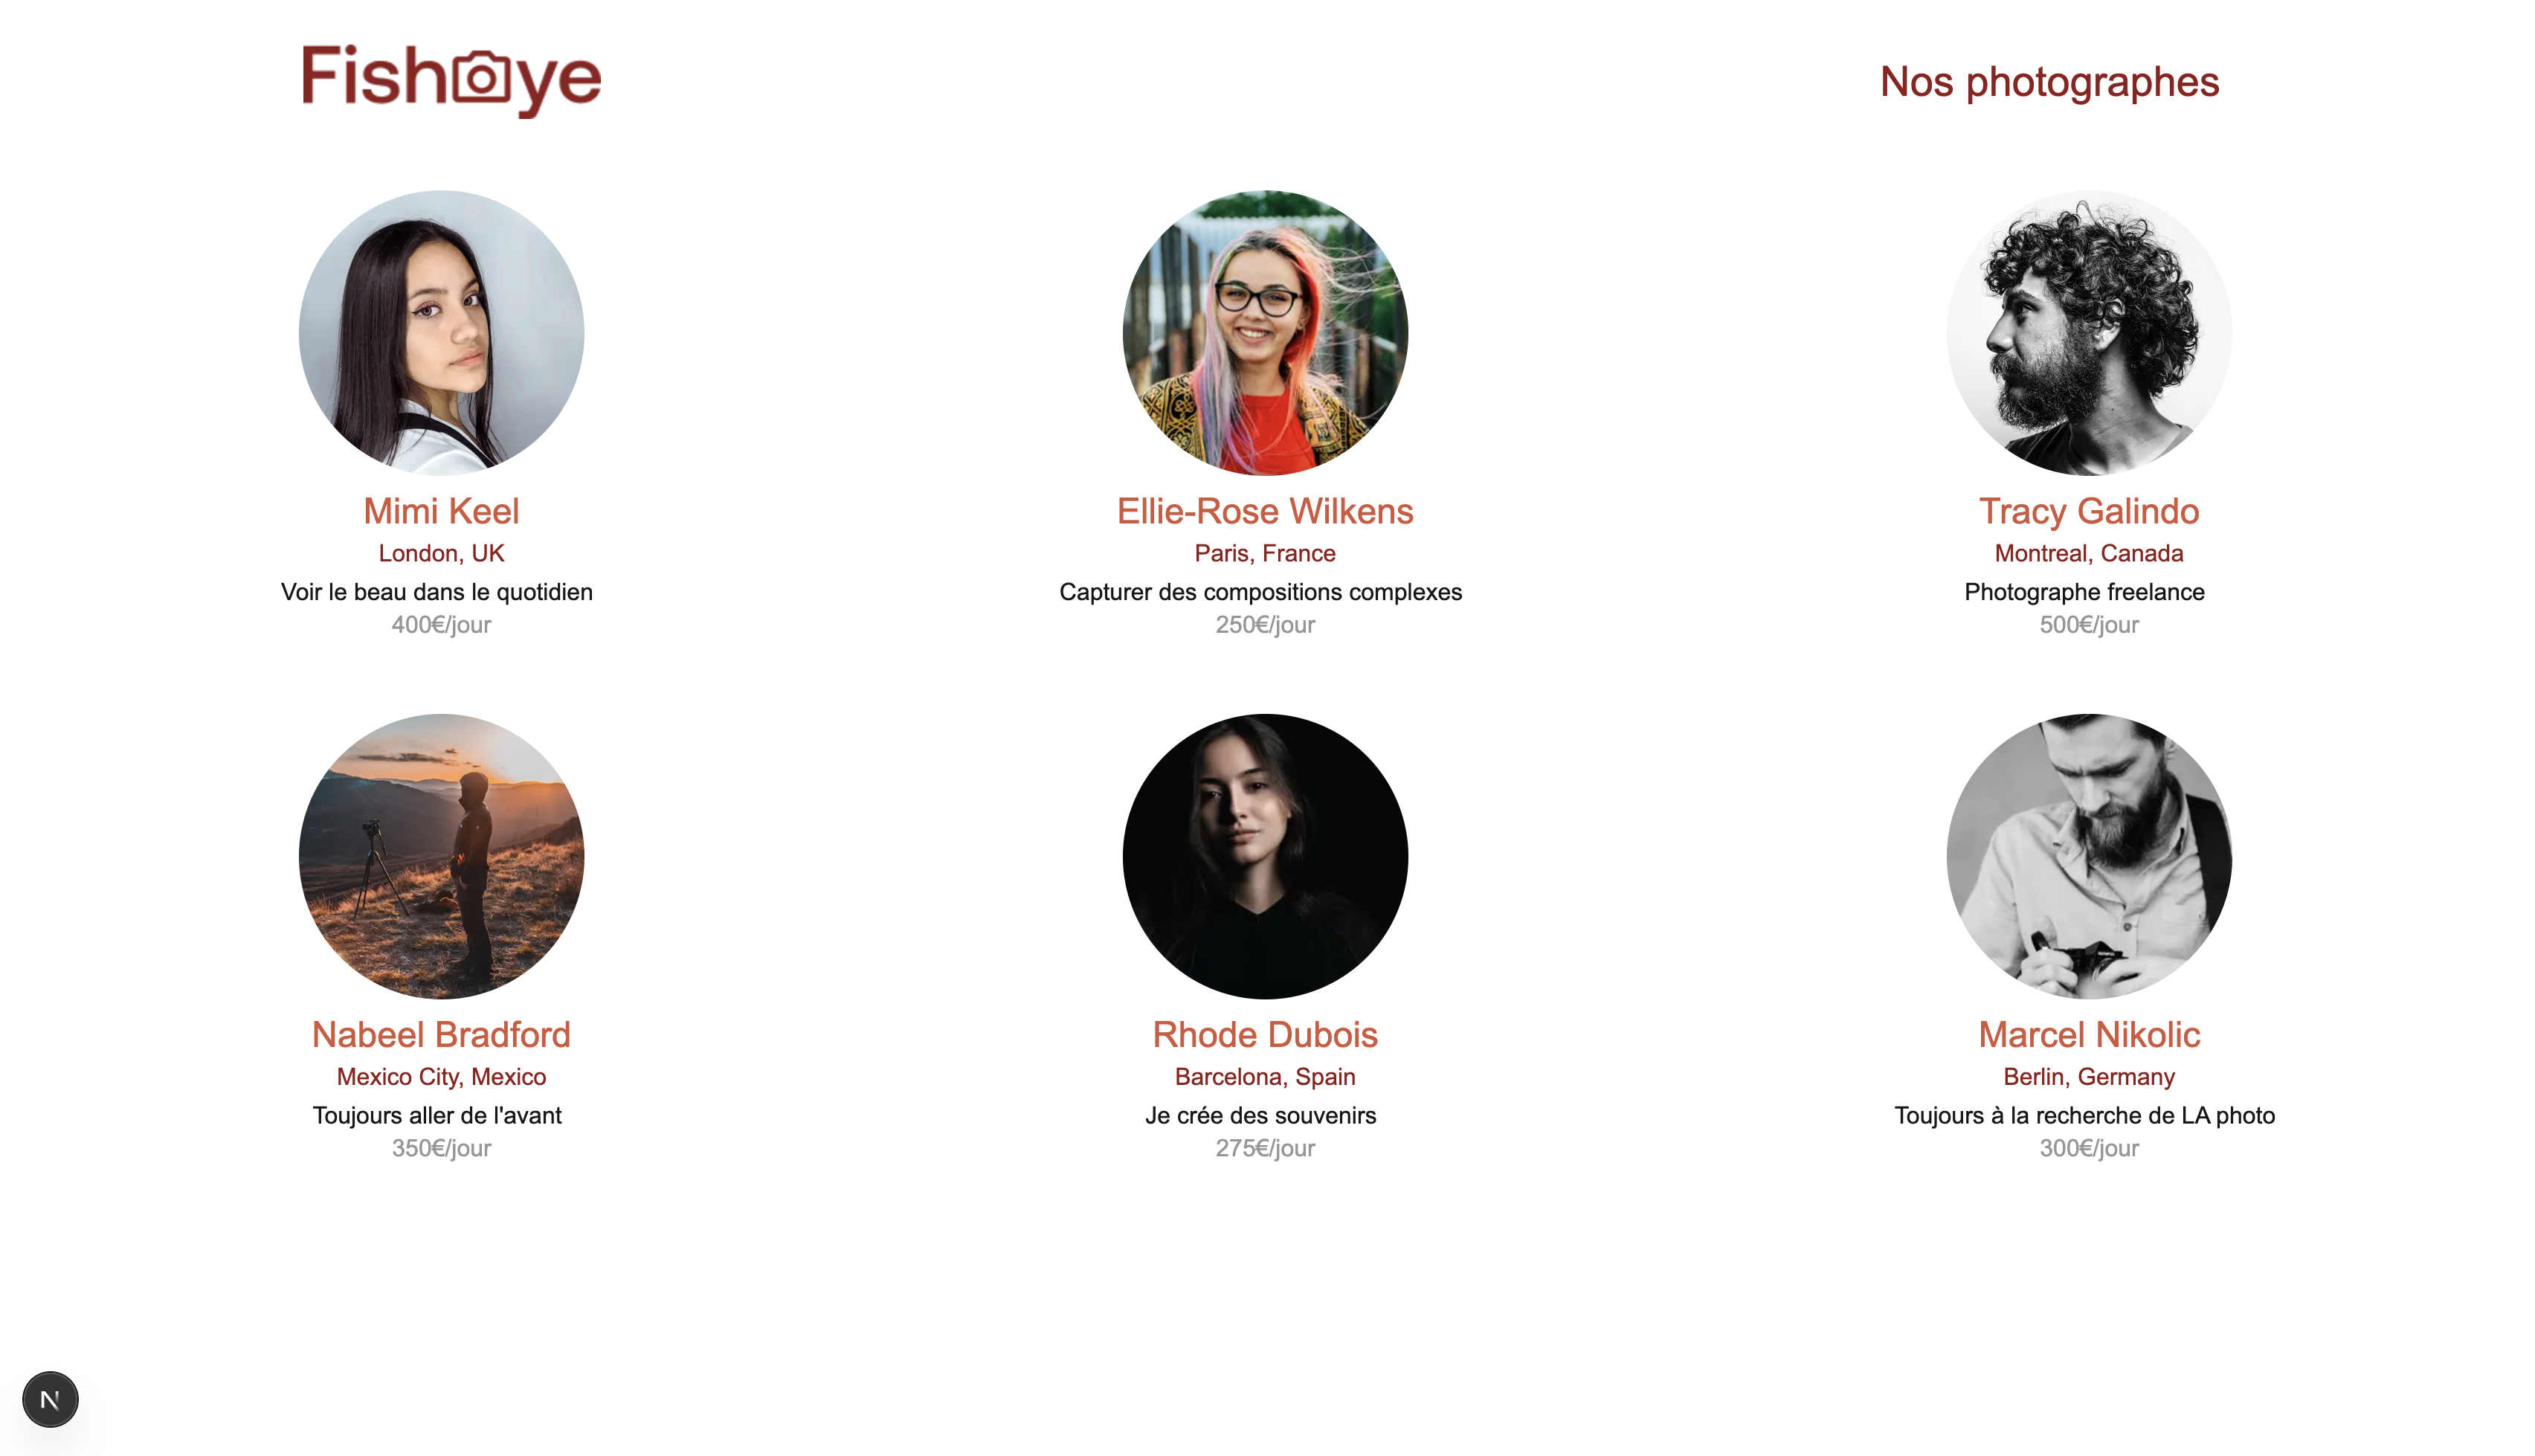 Fisheye
Nos photographes
Mimi Keel
London, UK
Voir le beau dans le quotidien
400€/jour
Ellie-Rose Wilkens
Paris, France
Capturer des compositions complexes
250€/jour
Tracy Galindo
Montreal, Canada
Photographe freelance
500€/jour
Nabeel Bradford
Mexico City, Mexico
Toujours aller de l'avant
350€/jour
Rhode Dubois
Barcelona, Spain
Je crée des souvenirs
275€/jour
Marcel Nikolic
Berlin, Germany
Toujours à la recherche de LA photo
300€/jour
N